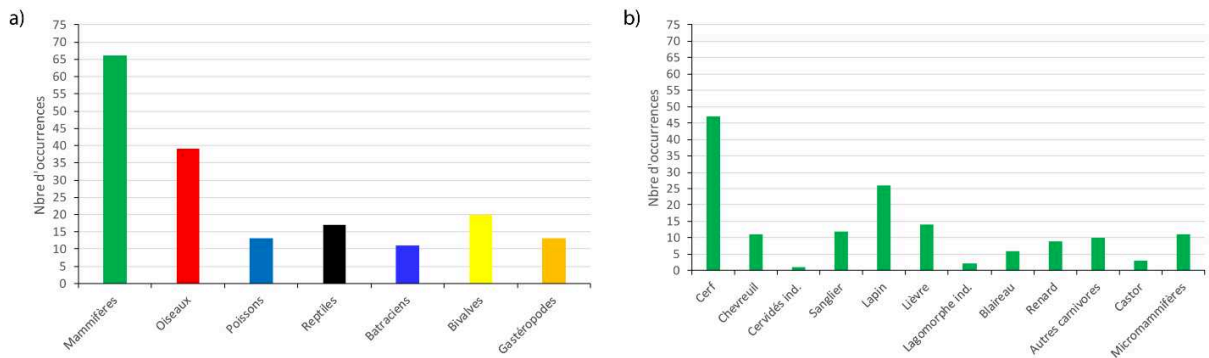 a)
Nbre d'occurrences
75
70
65
60
55
50
45
40
35
30
25
20
15
10
5
0
Mammifères
Oiseaux
Poissons
Reptiles
Batraciens
Bivalves
Gastéropodes
b)
Nbre d'occurrences
75
70
65
60
55
50
45
40
35
30
25
20
15
10
5
0
Cerf
Chevreuil
Cervidés ind.
Sanglier
Lapin
Lièvre
Lagomorphe ind.
Blaireau
Renard
Autres carnivores
Castor
Micromammifères